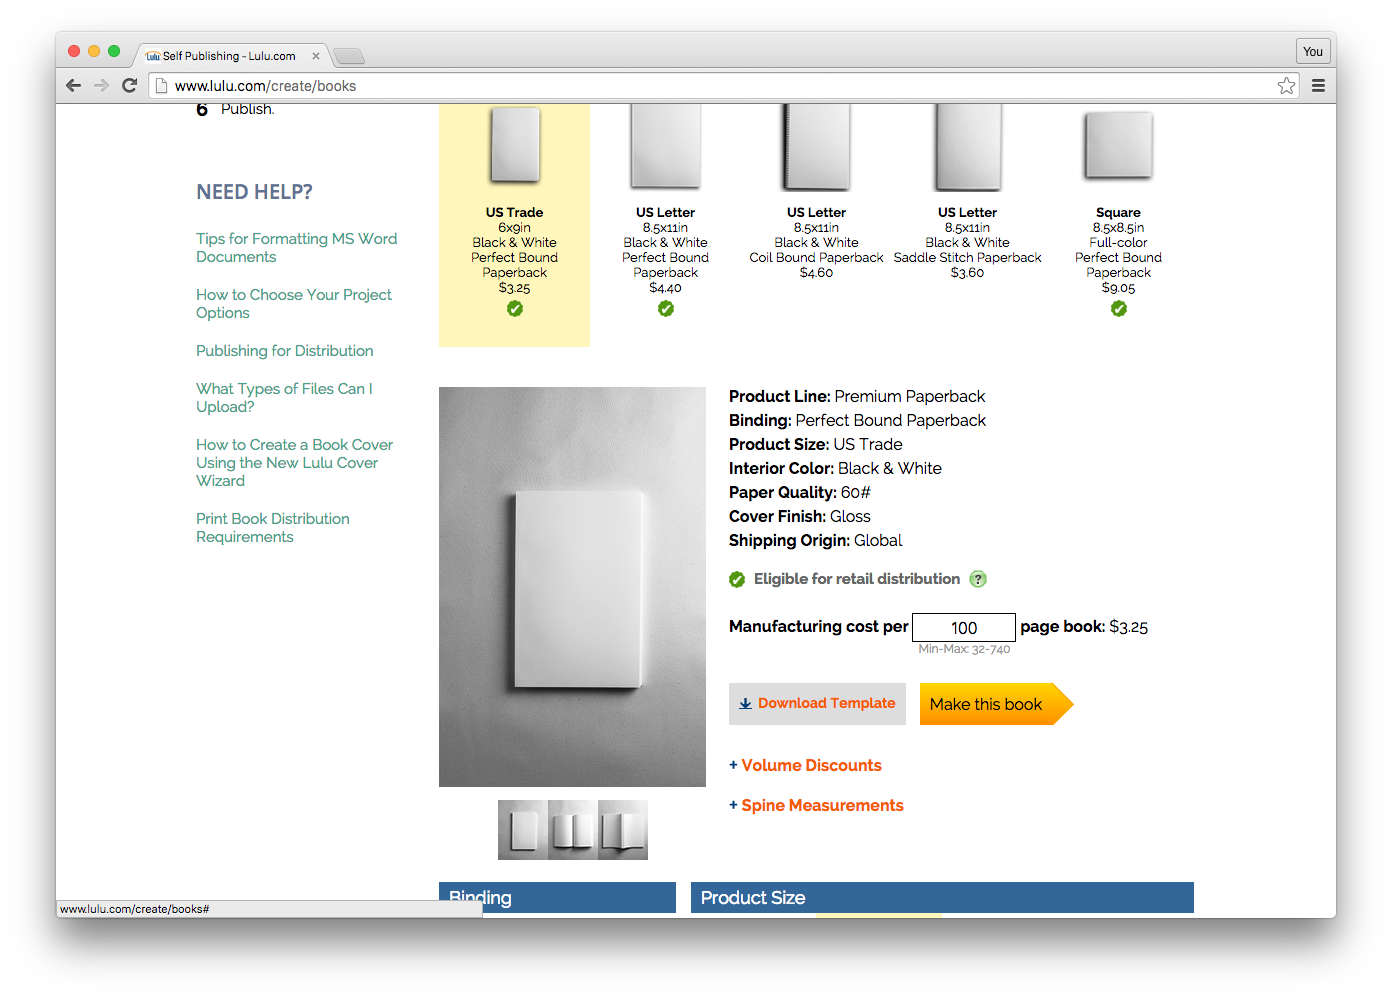 Self Publishing - Lulu.com
You
www.lulu.com/create/books
6 Publish.
NEED HELP?
Tips for Formatting MS Word
Documents
How to Choose Your Project
Options
Publishing for Distribution
What Types of Files Can I
Upload?
How to Create a Book Cover
Using the New Lulu Cover
Wizard
Print Book Distribution
Requirements
US Trade
6x9in
Black & White
Perfect Bound
Paperback
$3.25
US Letter
8.5x11in
Black & White
Perfect Bound
Paperback
$4.40
US Letter
8.5x11in
Black & White
Coil Bound Paperback
$4.60
US Letter
8.5x11in
Black & White
Saddle Stitch Paperback
$3.60
Square
8.5x8.5in
Full-color
Perfect Bound
Paperback
$9.05
Product Line: Premium Paperback
Binding: Perfect Bound Paperback
Product Size: US Trade
Interior Color: Black & White
Paper Quality: 60#
Cover Finish: Gloss
Shipping Origin: Global
Eligible for retail distribution ?
Manufacturing cost per 100 page book: $3.25
Min-Max: 32-740
Download Template
Make this book
+ Volume Discounts
+ Spine Measurements
Binding
Product Size
www.lulu.com/create/books#